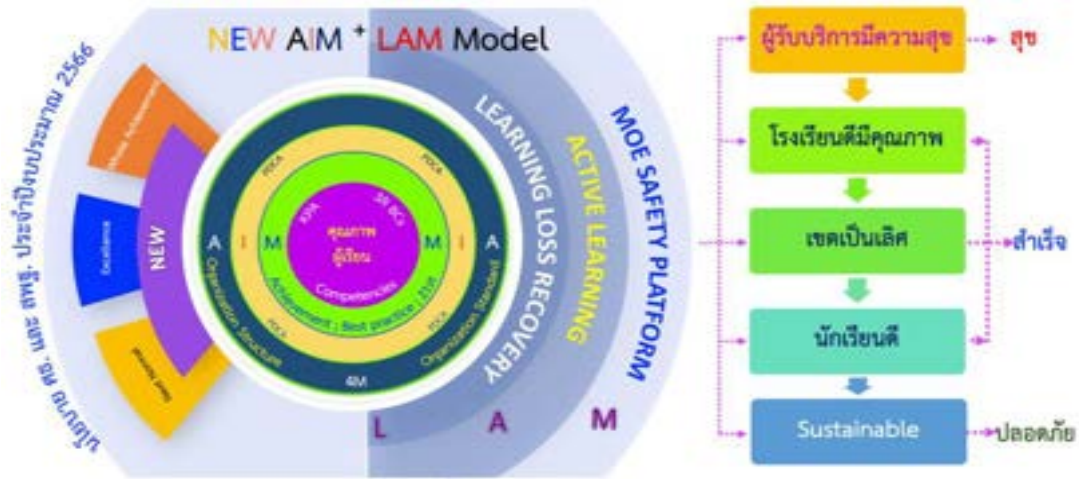 NEW AIM + LAM Model
นโยบาย ศธ. และ สพฐ. ประจำปีงบประมาณ 2566
Excellence
Next Normal
NEW
A I M M I A
PDCA
PDCA
PDCA
PDCA
KPA
คุณภาพ
ผู้เรียน
Competencies
Achievement ; Best practice ;
Organization Structure
Organization Standard
4M
LEARNING LOSS RECOVERY
ACTIVE LEARNING
MOE SAFETY PLATFORM
L A M
ผู้รับบริการมีความสุข
สุข
โรงเรียนดีมีคุณภาพ
เขตเป็นเลิศ
สำเร็จ
นักเรียนดี
Sustainable
ปลอดภัย